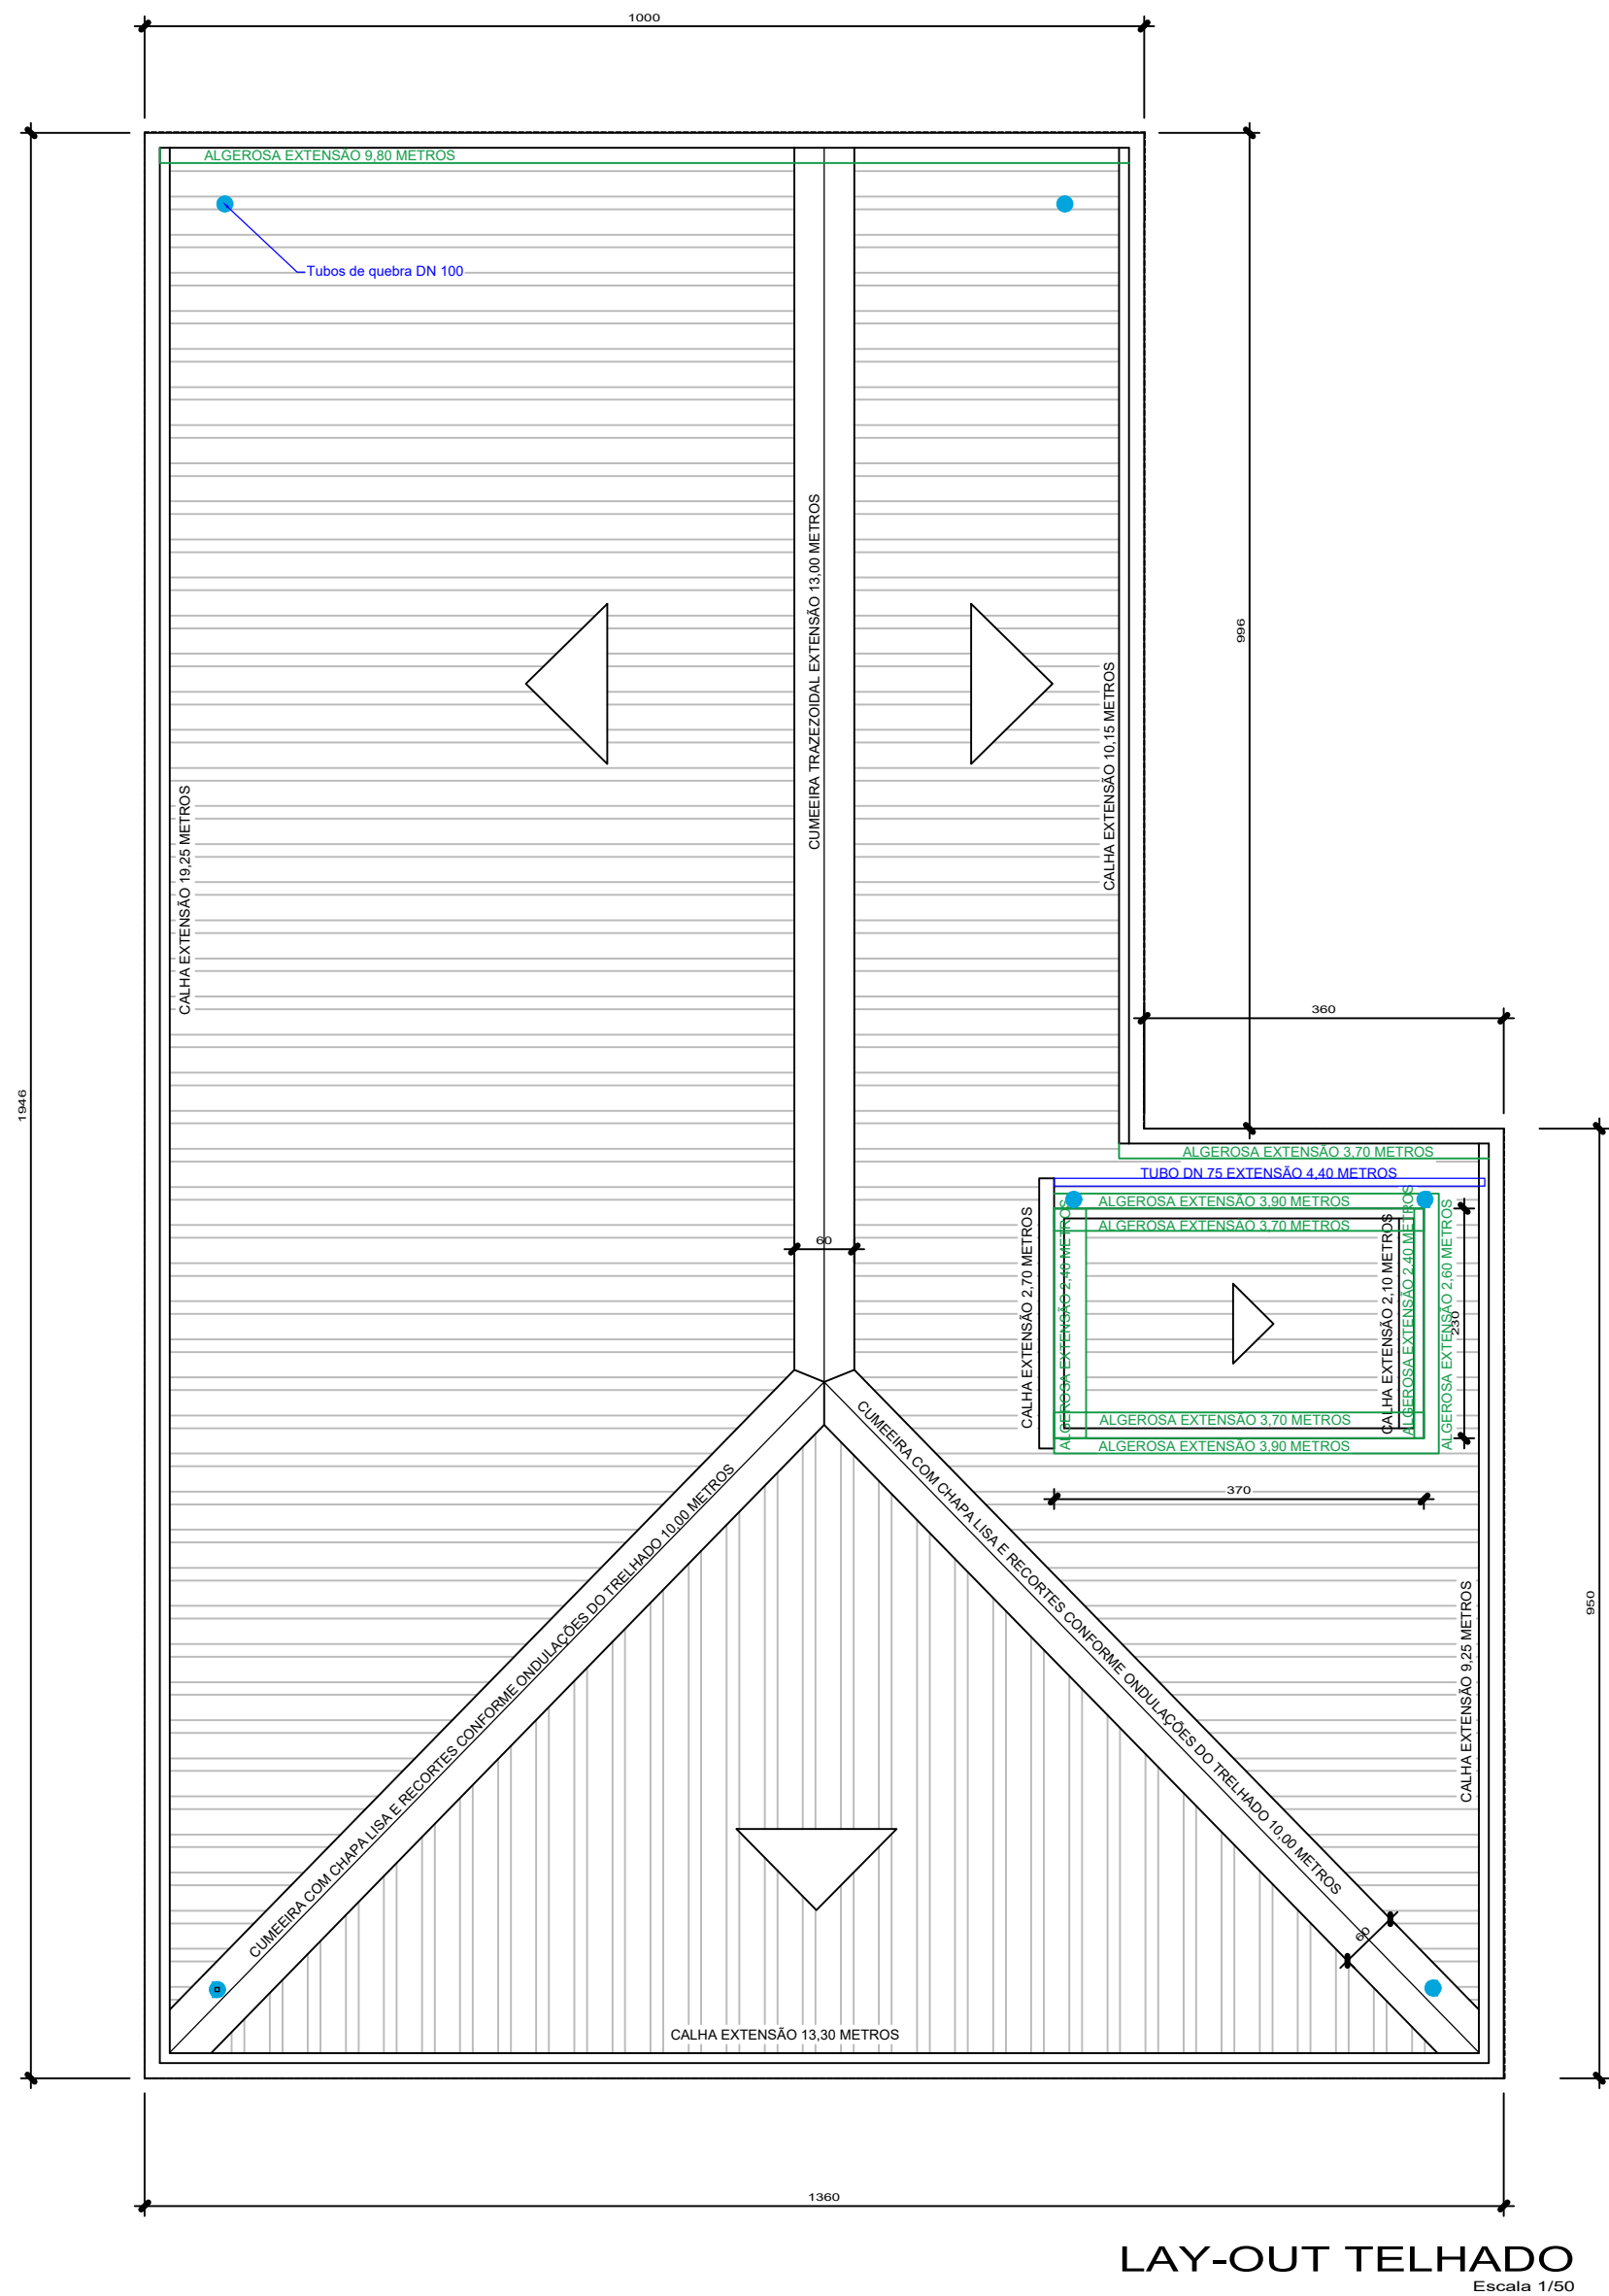 1000
ALGEROSA EXTENSÃO 9,80 METROS
Tubos de quebra DN 100
CUMEEIRA TRAZEZOIDAL EXTENSÃO 13,00 METROS
996
CALHA EXTENSÃO 10,15 METROS
CALHA EXTENSÃO 19,25 METROS
360
1946
ALGEROSA EXTENSÃO 3,70 METROS
TUBO DN 75 EXTENSÃO 4,40 METROS
ALGEROSA EXTENSÃO 3,90 METROS
ALGEROSA EXTENSÃO 3,70 METROS
60
CALHA EXTENSÃO 2,70 METROS
ALGEROSA EXTENSÃO 2,40 METROS
CALHA EXTENSÃO 2,10 METROS
ALGEROSA EXTENSÃO 2,40 METROS
ALGEROSA EXTENSÃO 2,60 METROS
230
ALGEROSA EXTENSÃO 3,70 METROS
ALGEROSA EXTENSÃO 3,90 METROS
370
CUMEEIRA COM CHAPA LISA E RECORTES CONFORME ONDULAÇÕES DO TRELHADO 10,00 METROS
CUMEEIRA COM CHAPA LISA E RECORTES CONFORME ONDULAÇÕES DO TRELHADO 10,00 METROS
950
CALHA EXTENSÃO 9,25 METROS
60
CALHA EXTENSÃO 13,30 METROS
1360
LAY-OUT TELHADO
Escala 1/50